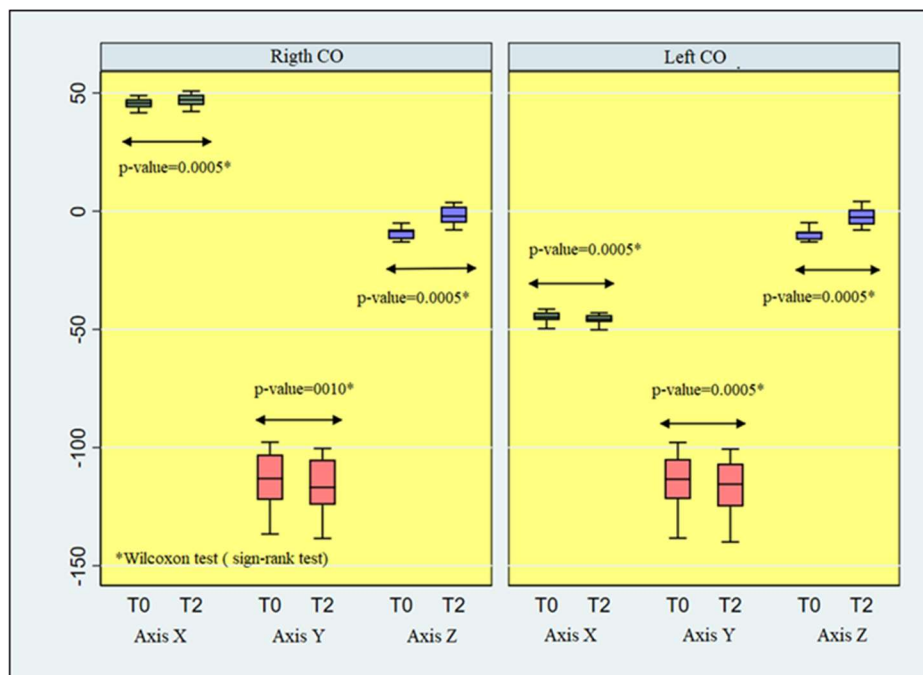 Rigth CO
Left CO .
50
0
-50
-100
-150
p-value=0.0005*
p-value=0010*
p-value=0.0005*
*Wilcoxon test ( sign-rank test)
p-value=0.0005*
p-value=0.0005*
p-value=0.0005*
T0 T2 T0 T2 T0 T2
Axis X Axis Y Axis Z
T0 T2 T0 T2 T0 T2
Axis X Axis Y Axis Z